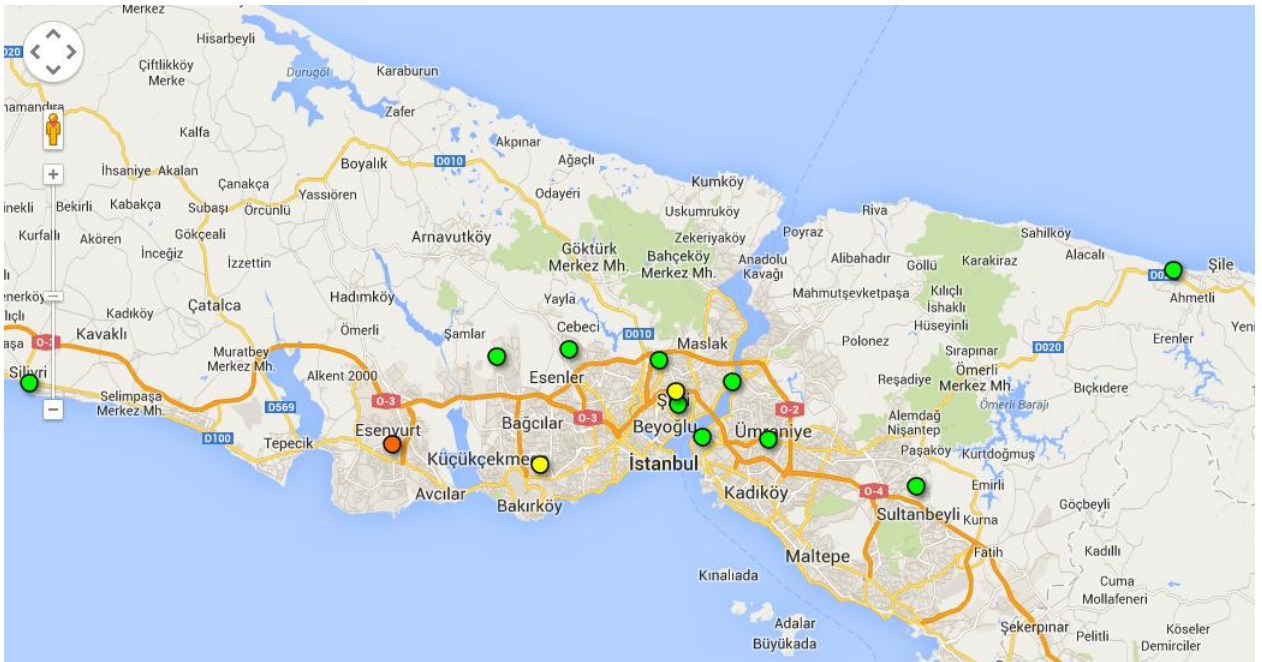 Merkez
Hisarbeyli
020
Çiftlikköy
Merke
Durugöl
Karaburun
Zafer
Kalfa
Akpınar
Boyalık
D010
Ağaçlı
İhsaniye Akalan
Çanakça
Yassıören
Odayeri
Kumköy
Bekirli
Kabakça
Subaşı
Örcünlü
Uskumruköy
Riva
Kurfallı
Akören
Gökçeali
Arnavutköy
Zekeriyaköy
Poyraz
Sahilköy
İnceğiz
İzzettin
Göktürk
Merkez Mh.
Bahçeköy
Merkez Mh.
Anadolu
Kavağı
Alibahadır
Göllü
Karakiraz
Alacalı
Şile
Hadımköy
Yayla
Mahmutşevketpaşa
Kılıçlı
İshaklı
Ahmetli
Kadıköy
Çatalca
Kavaklı
Ömerli
Şamlar
Cebeci
D010
Maslak
Hüseyinli
Yeni
Polonez
Erenler
Silivri
Muratbey
Merkez Mh.
Alkent 2000
Esenler
Sırapınar
D020
Selimpaşa
Merkez Mh.
D569
O-3
Reşadiye
Ömerli
Merkez Mh.
Bıçkıdere
Ömerli Barajı
O-3
O-2
D100
Tepecik
Esenyurt
Bağcılar
Beyoğlu
Ümraniye
Alemdağ
Nişantep
Paşaköy
Kurtdoğmuş
İstanbul
Avcılar
Bakırköy
Kadıköy
O-4
Emirli
Sultanbeyli
Kurna
Göçbeyli
Maltepe
Fatih
Kadıllı
Kınalıada
Cuma
Mollafeneri
Adalar
Büyükada
Şekerpınar
Pelitli
Köseler
Demirciler